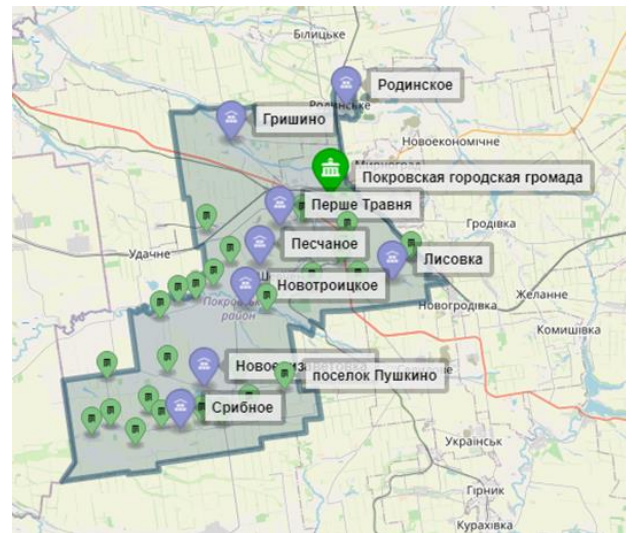 Білицьке
Родинское
Гришино
Новоекономічне
Покровская городская громада
Перше Травня
Гродівка
Песчаное
Удачне
Лисовка
Новотроицкое
Желанне
район
Новогродівка
Комишівка
поселок Пушкино
Срибное
Українськ
Гірник
Курахівка